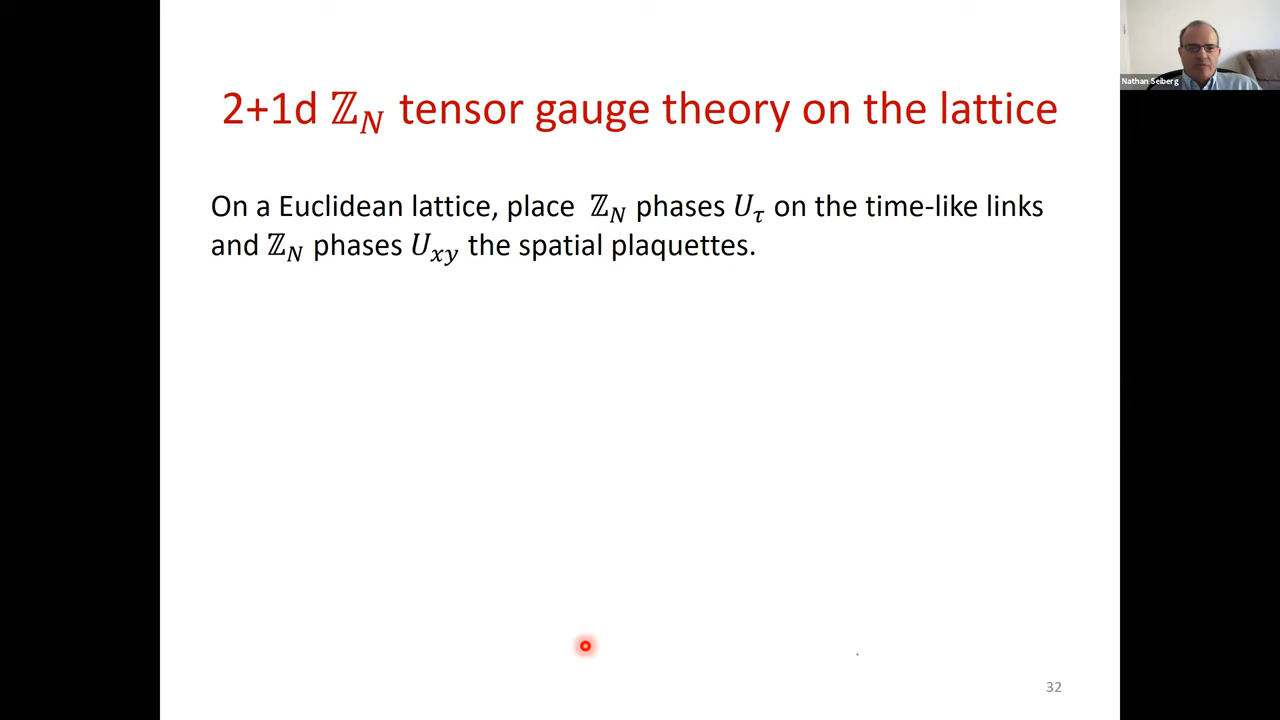 2+1d ℤ_N tensor gauge theory on the lattice
On a Euclidean lattice, place ℤ_N phases U_τ on the time-like links
and ℤ_N phases U_xy the spatial plaquettes.
Nathan Seiberg
32